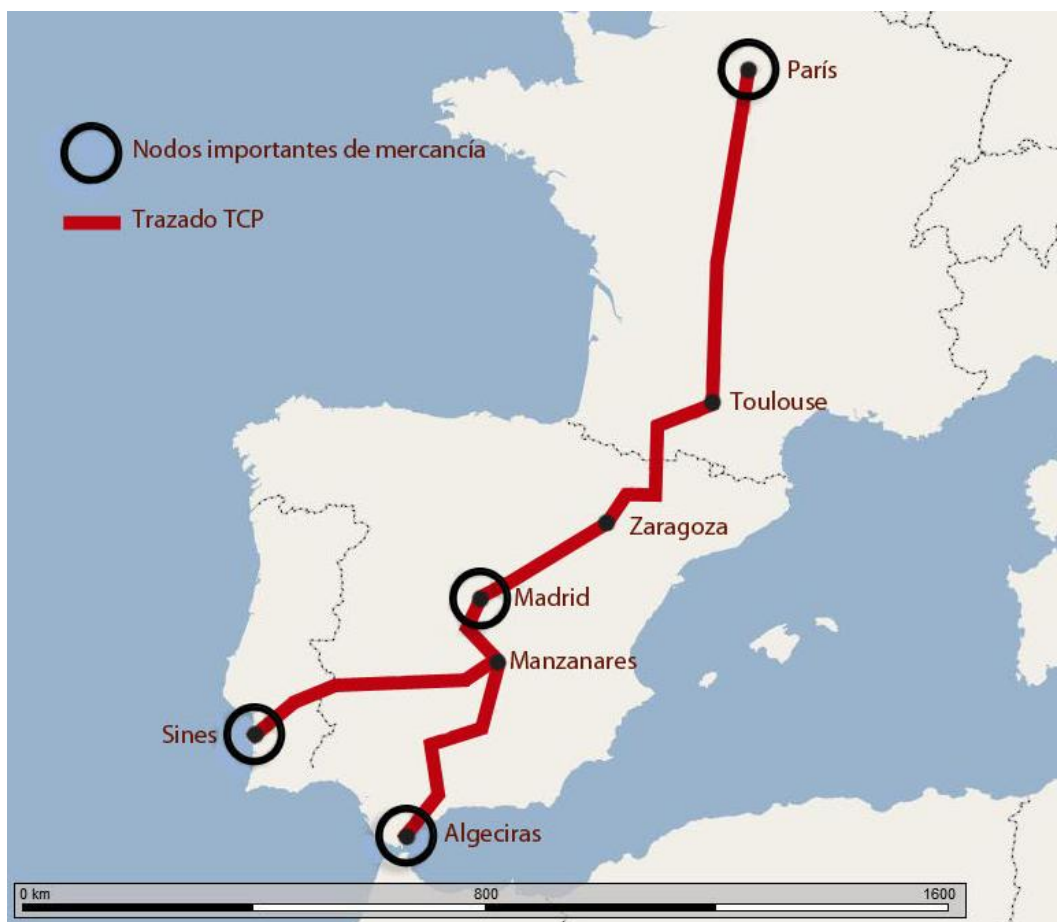 París
Nodos importantes de mercancía
Trazado TCP
Toulouse
Zaragoza
Madrid
Manzanares
Sines
Algeciras
0 km
800
1600